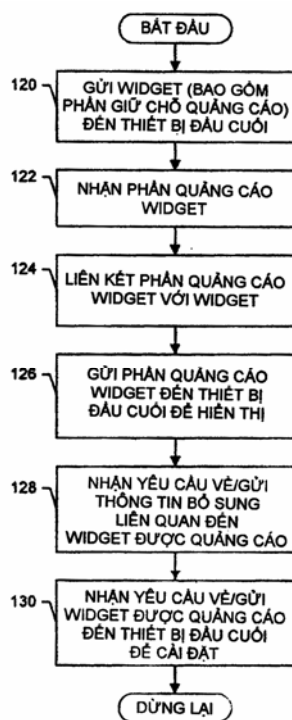 BẮT ĐẦU
120
GỬI WIDGET (BAO GỒM
PHẦN GIỮ CHỖ QUẢNG CÁO)
ĐẾN THIẾT BỊ ĐẦU CUỐI
122
NHẬN PHẦN QUẢNG CÁO
WIDGET
124
LIÊN KẾT PHẦN QUẢNG CÁO
WIDGET VỚI WIDGET
126
GỬI PHẦN QUẢNG CÁO
WIDGET ĐẾN THIẾT BỊ
ĐẦU CUỐI ĐỂ HIỂN THỊ
128
NHẬN YÊU CẦU VỀ/GỬI
THÔNG TIN BỔ SUNG
LIÊN QUAN ĐẾN
WIDGET ĐƯỢC QUẢNG CÁO
130
NHẬN YÊU CẦU VỀ/GỬI
WIDGET ĐƯỢC QUẢNG CÁO
ĐẾN THIẾT BỊ ĐẦU CUỐI
ĐỂ CÀI ĐẶT
DỪNG LẠI